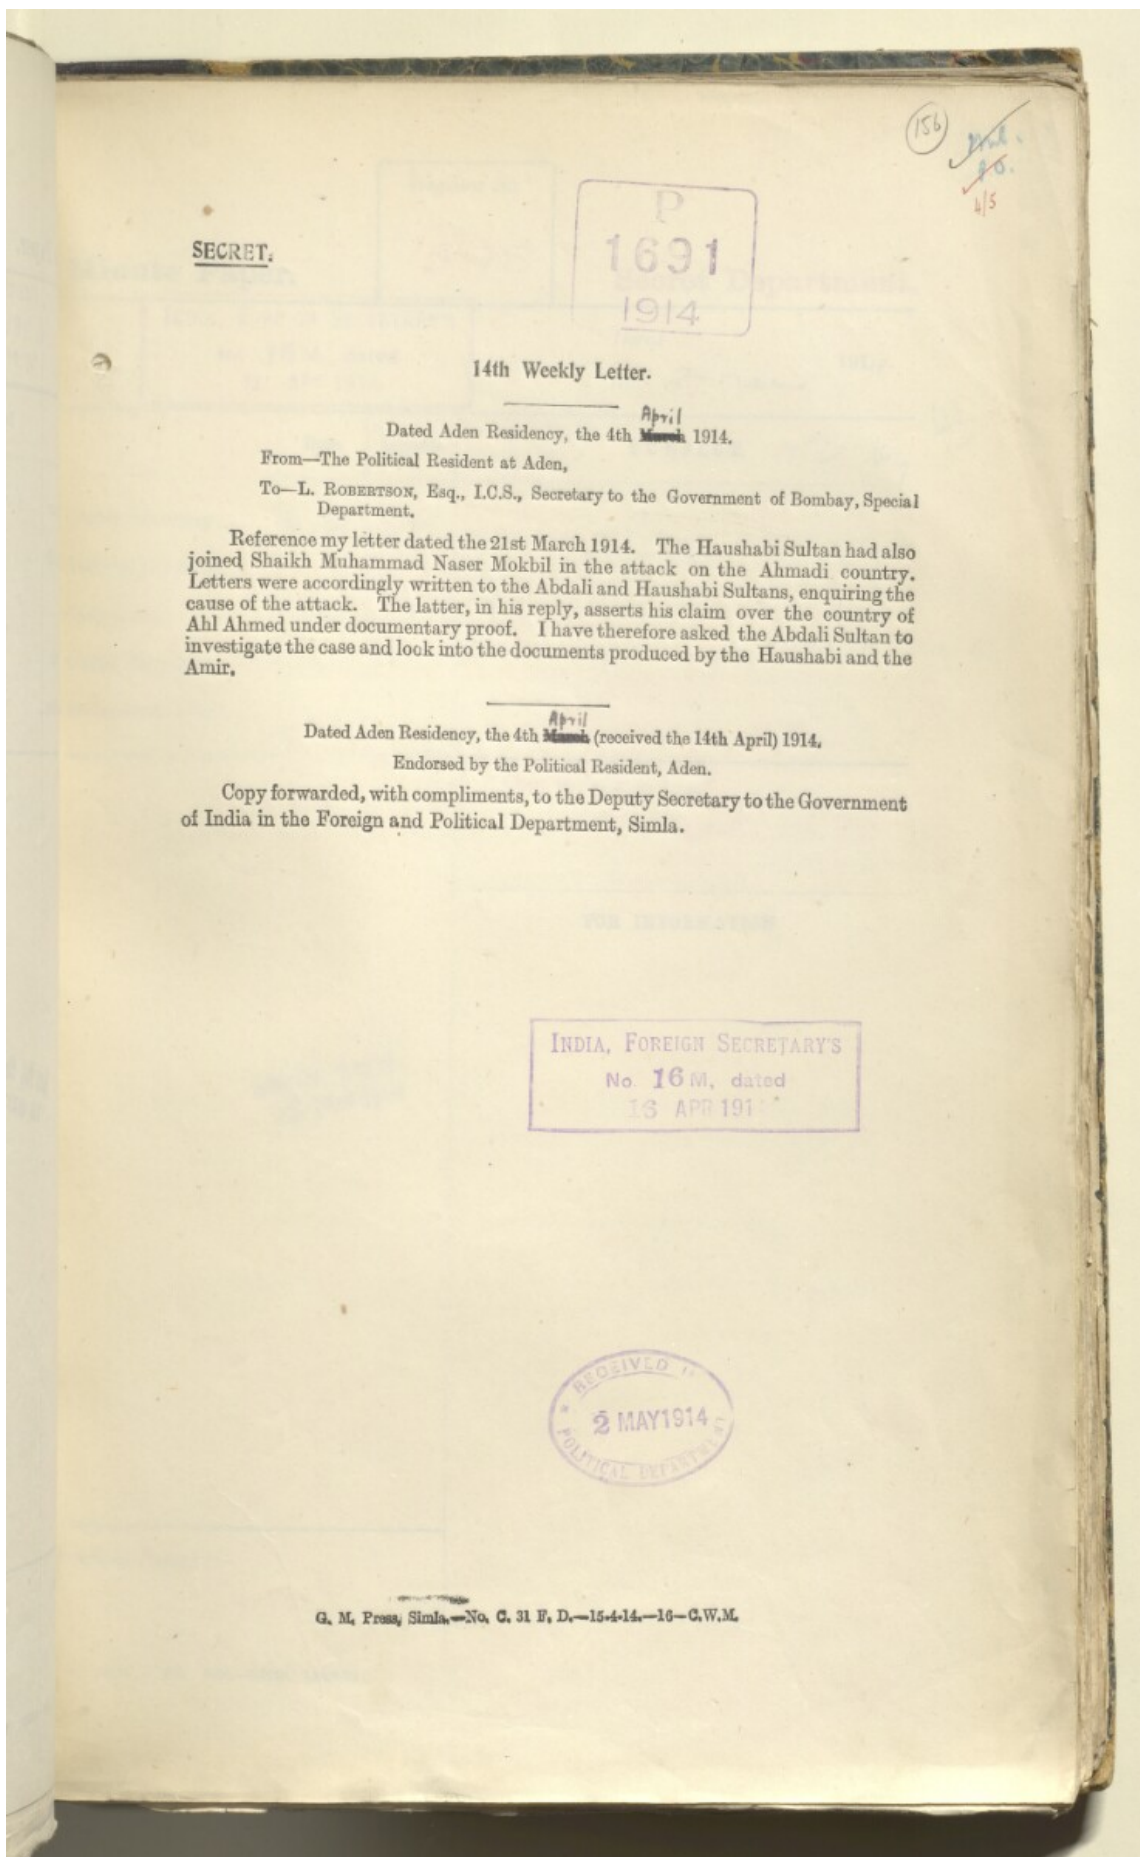 156
4/5
SECRET.
P
1691
1914
14th Weekly Letter.
April
Dated Aden Residency, the 4th March 1914.
From—The Political Resident at Aden,
To—L. ROBERTSON, Esq., I.C.S., Secretary to the Government of Bombay, Special
Department.
Reference my letter dated the 21st March 1914. The Haushabi Sultan had also
joined Shaikh Muhammad Naser Mokbil in the attack on the Ahmadi country.
Letters were accordingly written to the Abdali and Haushabi Sultans, enquiring the
cause of the attack. The latter, in his reply, asserts his claim over the country of
Ahl Ahmed under documentary proof. I have therefore asked the Abdali Sultan to
investigate the case and look into the documents produced by the Haushabi and the
Amir.
April
Dated Aden Residency, the 4th March (received the 14th April) 1914.
Endorsed by the Political Resident, Aden.
Copy forwarded, with compliments, to the Deputy Secretary to the Government
of India in the Foreign and Political Department, Simla.
INDIA, FOREIGN SECRETARY'S
No. 16 M, dated
16 APR 191
RECEIVED
2 MAY 1914
POLITICAL DEPARTMENT
G. M. Press, Simla.—No. C. 31 F. D.—15-4-14.—16—C.W.M.